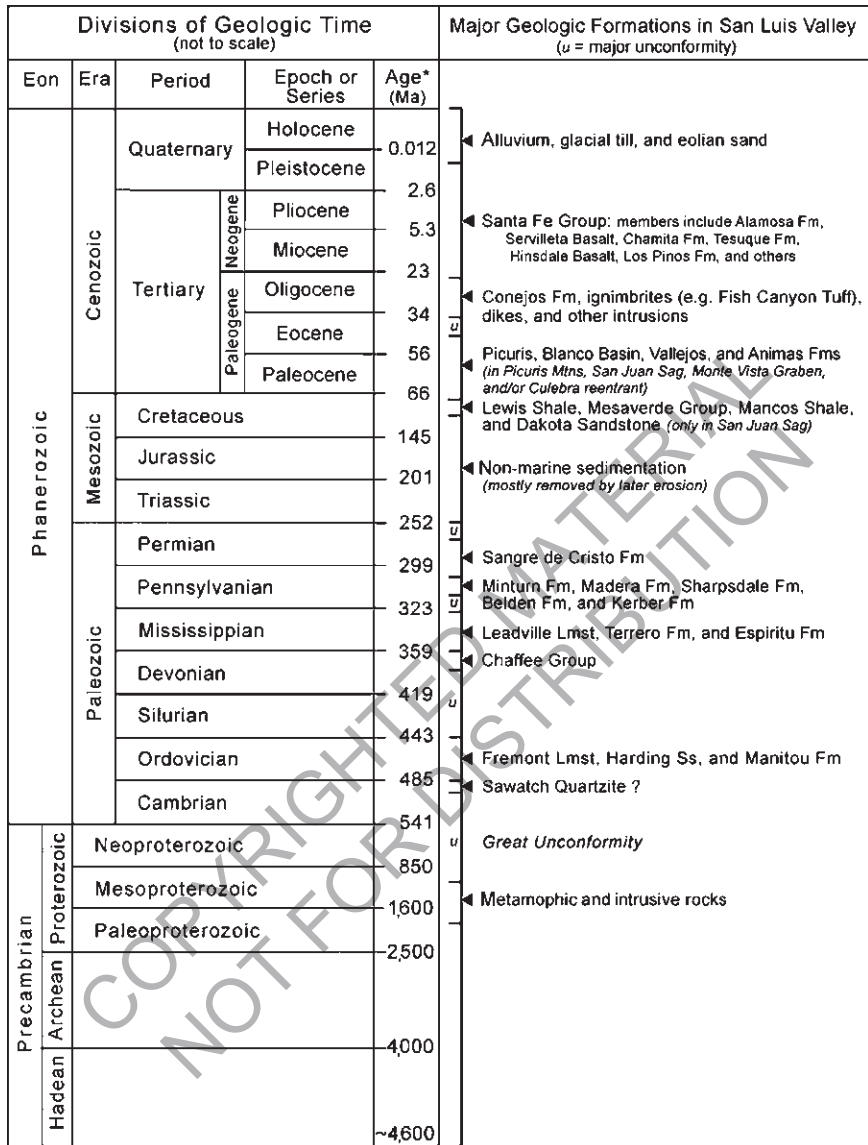 Divisions of Geologic Time
(not to scale)
Major Geologic Formations in San Luis Valley
(u = major unconformity)
Eon
Era
Period
Epoch or
Series
Age*
(Ma)
Phanerozoic
Cenozoic
Quaternary
Holocene
0.012
Pleistocene
2.6
Tertiary
Neogene
Pliocene
5.3
Miocene
23
Paleogene
Oligocene
34
Eocene
56
Paleocene
66
Mesozoic
Cretaceous
145
Jurassic
201
Triassic
252
Paleozoic
Permian
299
Pennsylvanian
323
Mississippian
359
Devonian
419
Silurian
443
Ordovician
485
Cambrian
541
Precambrian
Proterozoic
Neoproterozoic
850
Mesoproterozoic
1,600
Paleoproterozoic
2,500
Archean
4,000
Hadean
~4,600
Alluvium, glacial till, and eolian sand
Santa Fe Group: members include Alamosa Fm,
Servilleta Basalt, Chamita Fm, Tesuque Fm,
Hinsdale Basalt, Los Pinos Fm, and others
Conejos Fm, ignimbrites (e.g. Fish Canyon Tuff),
dikes, and other intrusions
u
Picuris, Blanco Basin, Vallejos, and Animas Fms
(in Picuris Mtns, San Juan Sag, Monte Vista Graben,
and/or Culebra reentrant)
Lewis Shale, Mesaverde Group, Mancos Shale,
and Dakota Sandstone (only in San Juan Sag)
Non-marine sedimentation
(mostly removed by later erosion)
u
Sangre de Cristo Fm
Minturn Fm, Madera Fm, Sharpsdale Fm,
u
Belden Fm, and Kerber Fm
Leadville Lmst, Terrero Fm, and Espiritu Fm
Chaffee Group
u
Fremont Lmst, Harding Ss, and Manitou Fm
Sawatch Quartzite ?
u
Great Unconformity
Metamophic and intrusive rocks
COPYRIGHTED MATERIAL
NOT FOR DISTRIBUTION